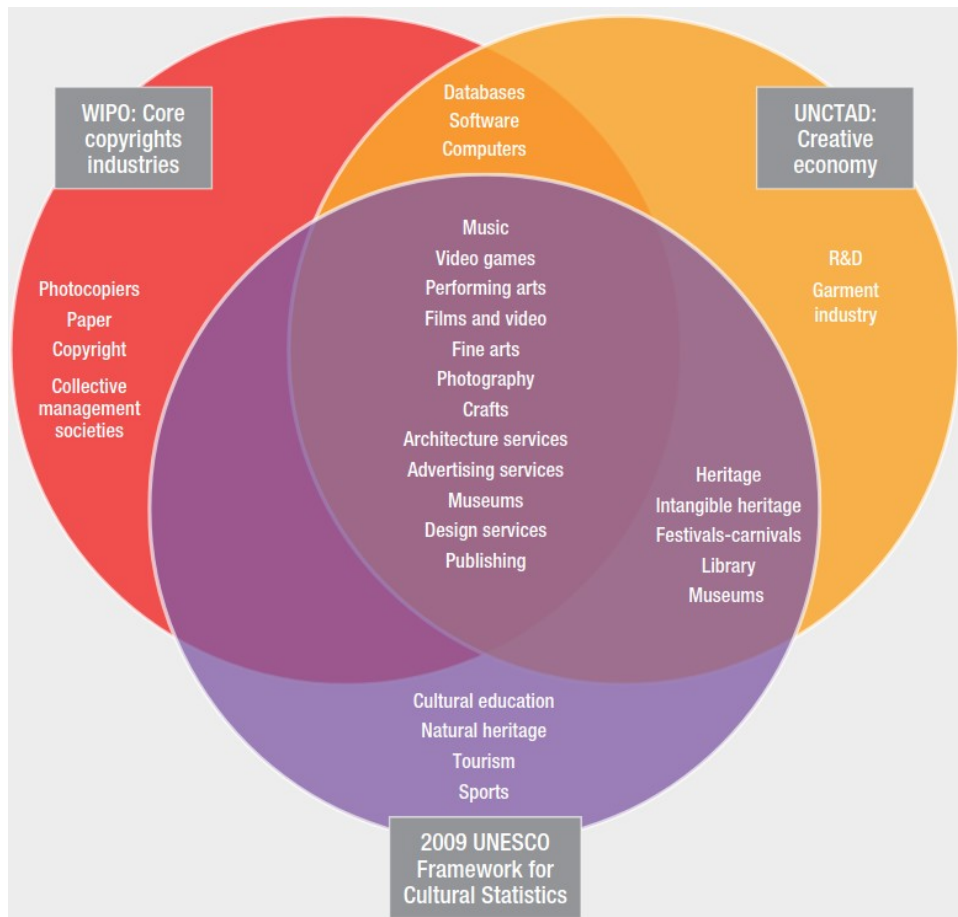 WIPO: Core
copyrights
industries
Databases
Software
Computers
UNCTAD:
Creative
economy
Music
Video games
Performing arts
Films and video
Fine arts
Photography
Crafts
Architecture services
Advertising services
Museums
Design services
Publishing
R&D
Garment
industry
Photocopiers
Paper
Copyright
Collective
management
societies
Heritage
Intangible heritage
Festivals-carnivals
Library
Museums
Cultural education
Natural heritage
Tourism
Sports
2009 UNESCO
Framework for
Cultural Statistics